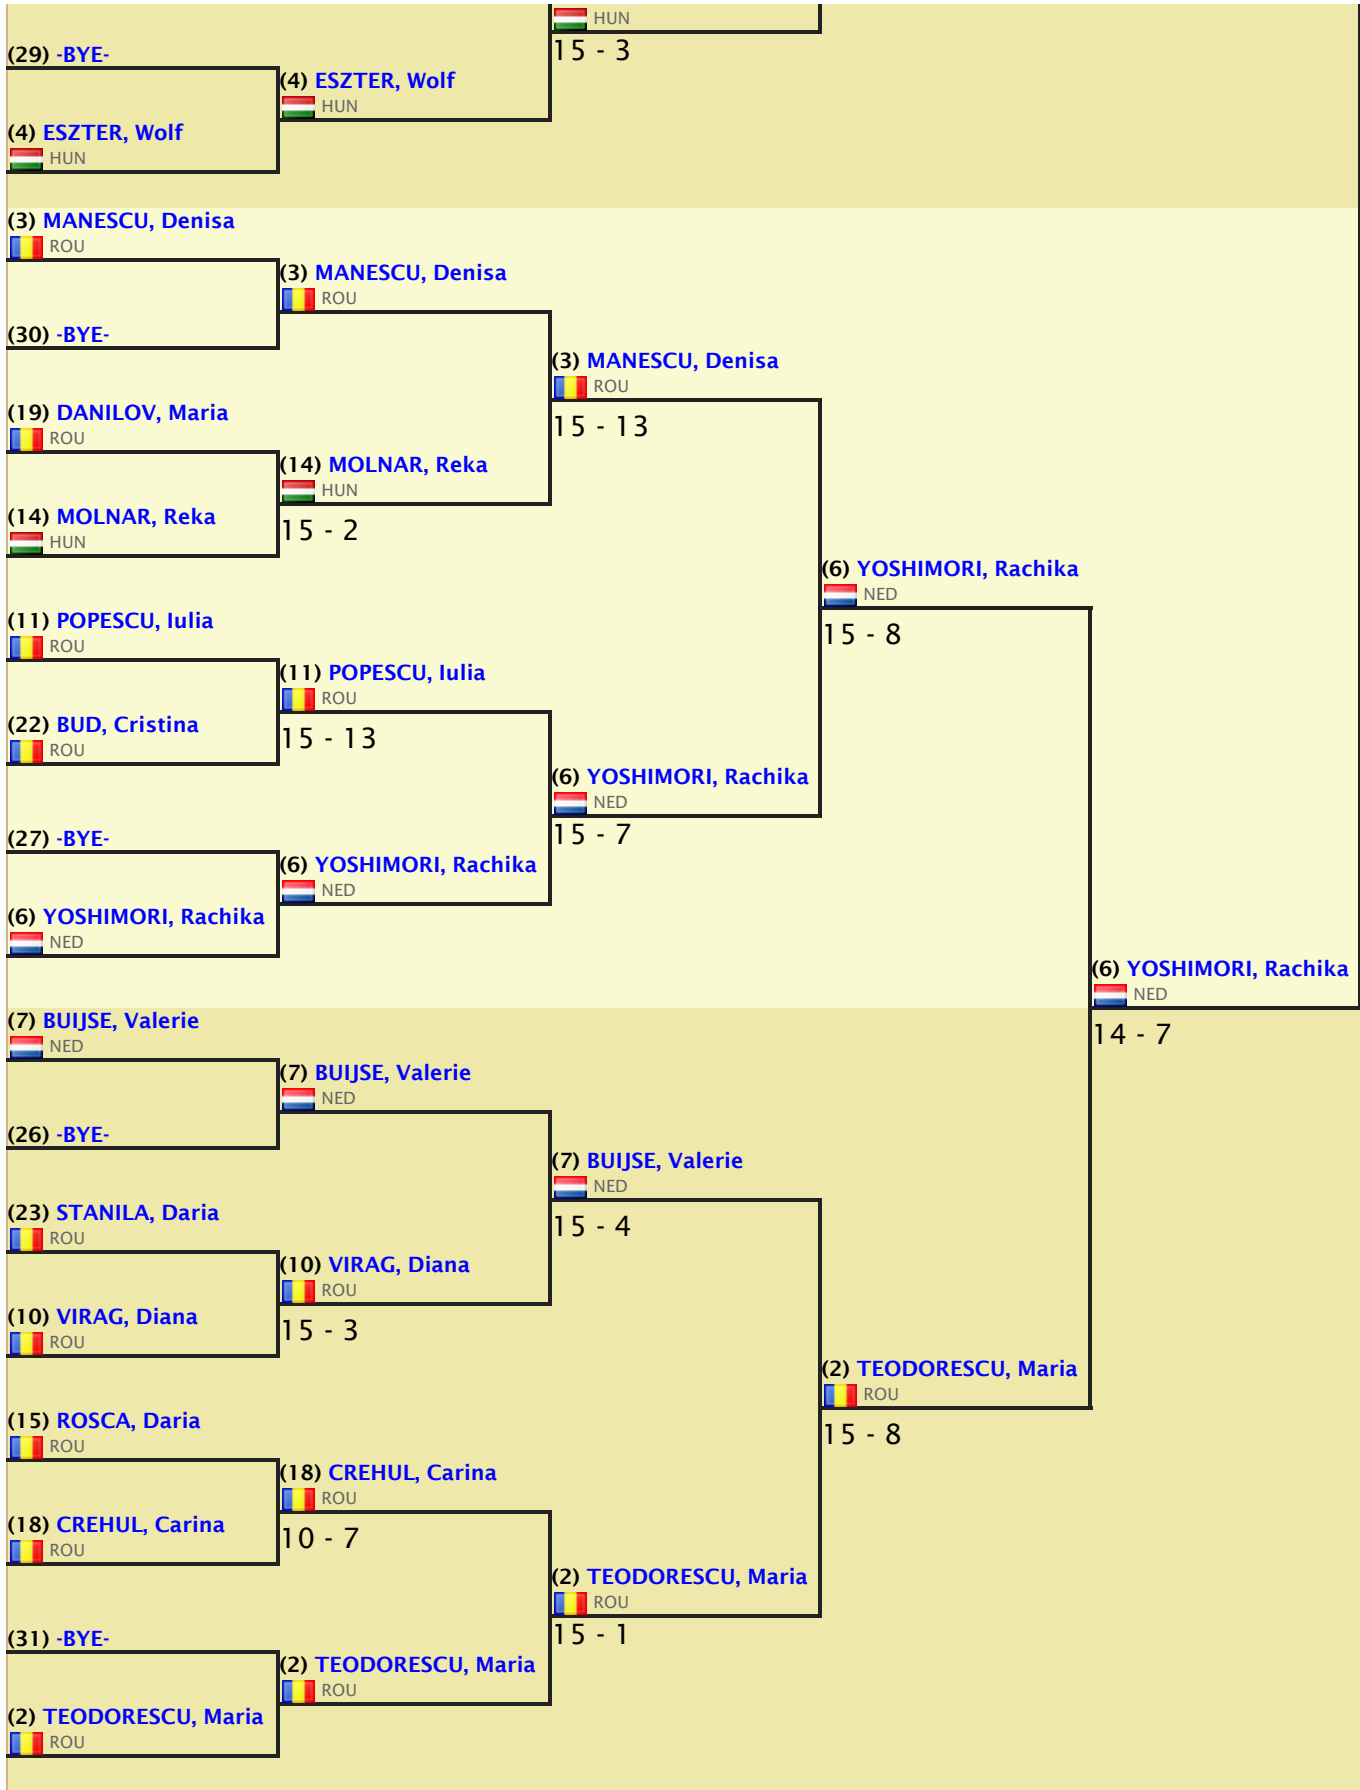 HUN
15 - 3
(29) -BYE-
(4) ESZTER, Wolf
HUN
(4) ESZTER, Wolf
HUN
(3) MANESCU, Denisa
ROU
(3) MANESCU, Denisa
ROU
(30) -BYE-
(3) MANESCU, Denisa
ROU
15 - 13
(19) DANILOV, Maria
ROU
(14) MOLNAR, Reka
HUN
15 - 2
(14) MOLNAR, Reka
HUN
(6) YOSHIMORI, Rachika
NED
15 - 8
(11) POPESCU, Iulia
ROU
(11) POPESCU, Iulia
ROU
15 - 13
(22) BUD, Cristina
ROU
(6) YOSHIMORI, Rachika
NED
15 - 7
(27) -BYE-
(6) YOSHIMORI, Rachika
NED
(6) YOSHIMORI, Rachika
NED
(6) YOSHIMORI, Rachika
NED
14 - 7
(7) BUIJSE, Valerie
NED
(7) BUIJSE, Valerie
NED
(26) -BYE-
(7) BUIJSE, Valerie
NED
15 - 4
(23) STANILA, Daria
ROU
(10) VIRAG, Diana
ROU
15 - 3
(10) VIRAG, Diana
ROU
(2) TEODORESCU, Maria
ROU
15 - 8
(15) ROSCA, Daria
ROU
(18) CREHUL, Carina
ROU
10 - 7
(18) CREHUL, Carina
ROU
(2) TEODORESCU, Maria
ROU
15 - 1
(31) -BYE-
(2) TEODORESCU, Maria
ROU
(2) TEODORESCU, Maria
ROU